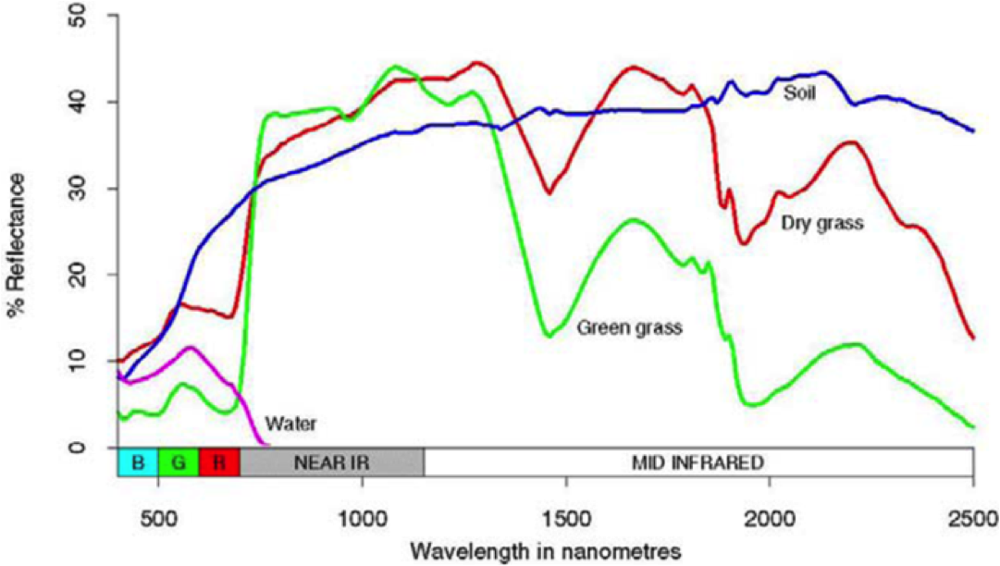 50
40
30
20
10
0
% Reflectance
Soil
Dry grass
Green grass
Water
B G R NEAR IR MID INFRARED
500 1000 1500 2000 2500
Wavelength in nanometres